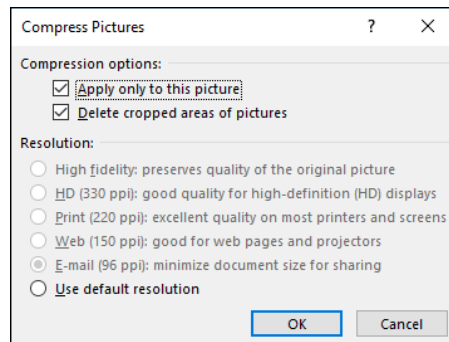 Compress Pictures ? X
Compression options:
Apply only to this picture
Delete cropped areas of pictures
Resolution:
High fidelity: preserves quality of the original picture
HD (330 ppi): good quality for high-definition (HD) displays
Print (220 ppi): excellent quality on most printers and screens
Web (150 ppi): good for web pages and projectors
E-mail (96 ppi): minimize document size for sharing
Use default resolution
OK Cancel